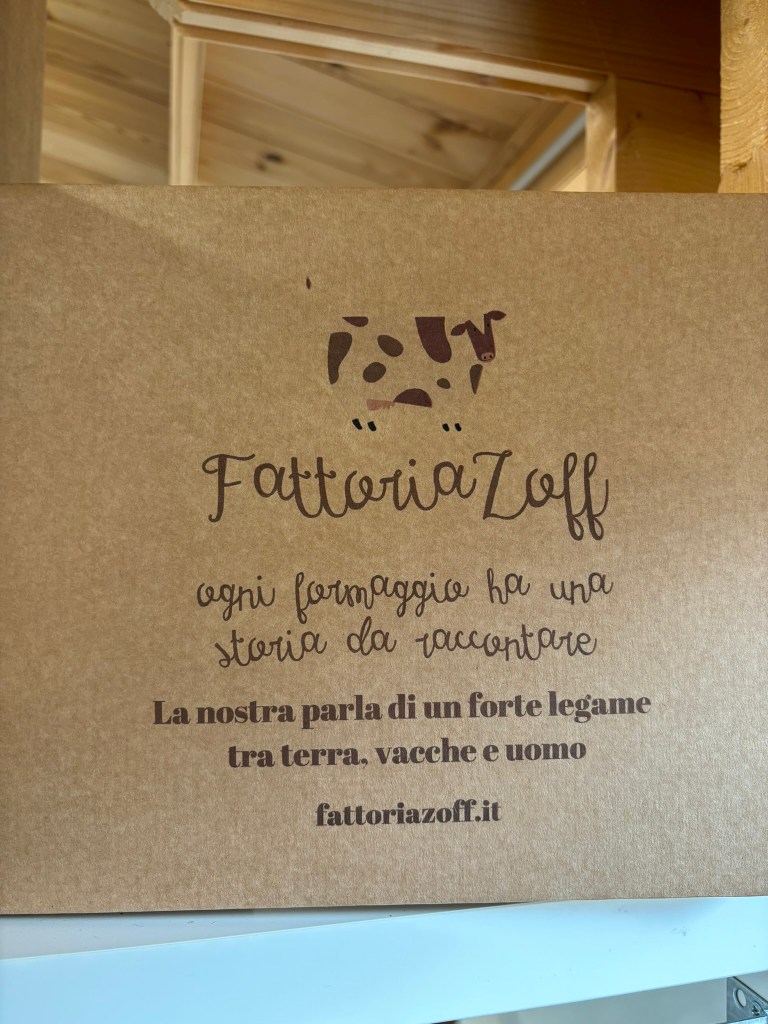 FattoriaZoff
ogni formaggio ha una
storia da raccontare
La nostra parla di un forte legame
tra terra, vacche e uomo
fattoriazoff.it